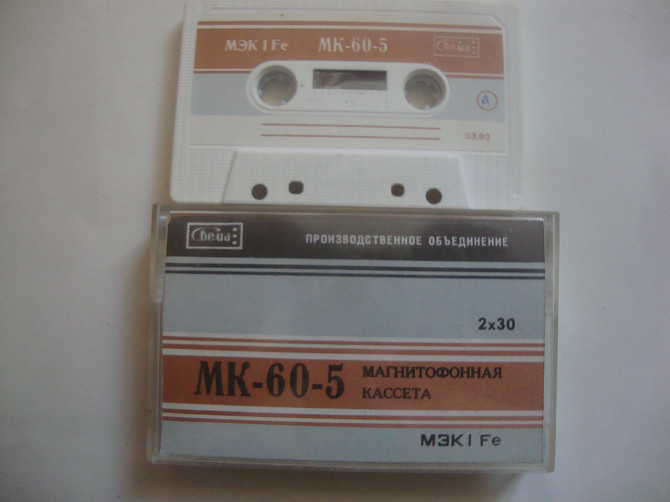 МЭК I Fe МК-60-5 Свема
А
03.92
Свема ПРОИЗВОДСТВЕННОЕ ОБЪЕДИНЕНИЕ
2x30
МК-60-5 МАГНИТОФОННАЯ
КАССЕТА
МЭК I Fe